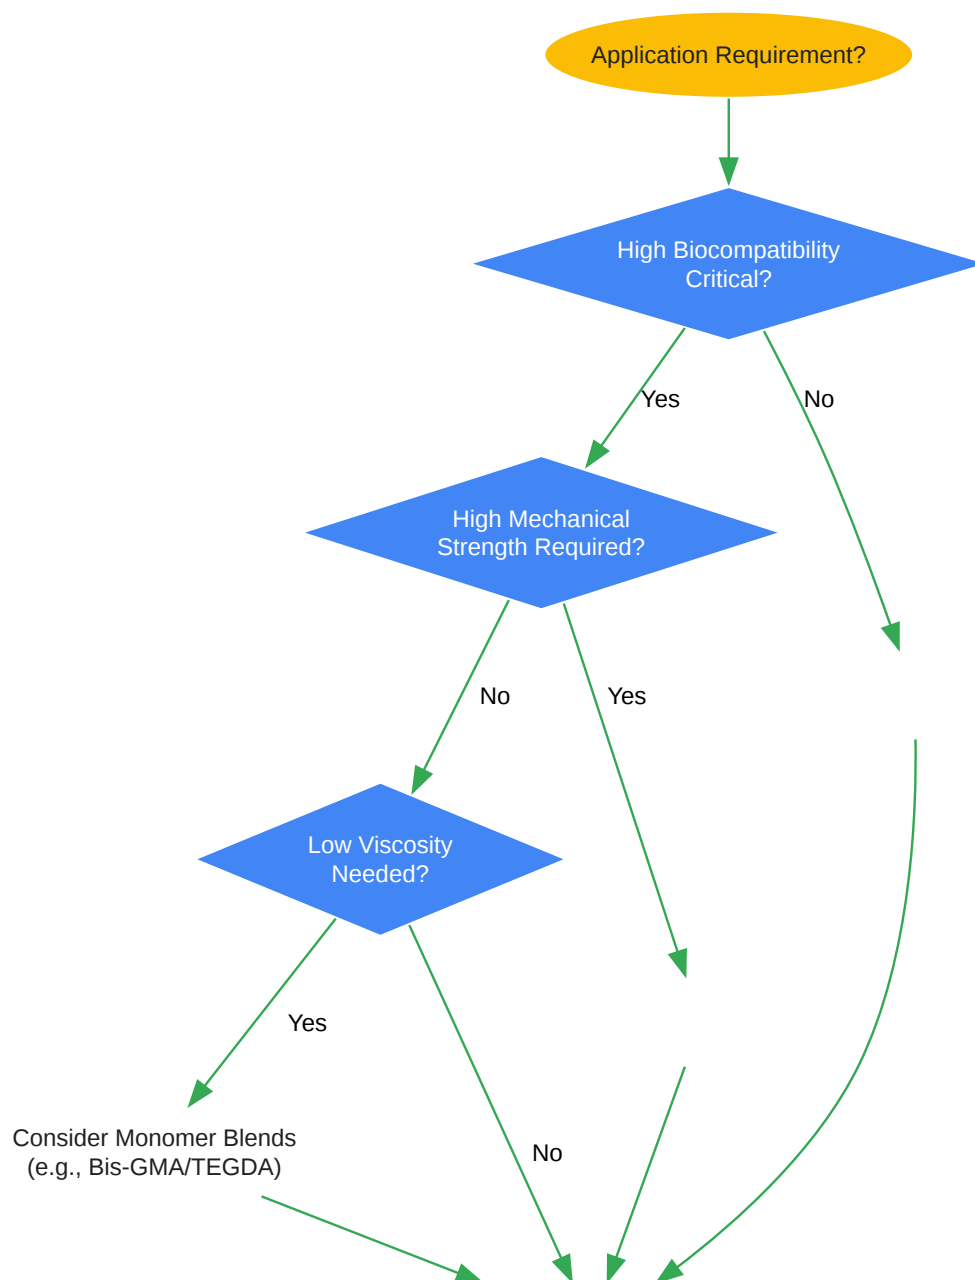 Application Requirement?
High Biocompatibility
Critical?
Yes
No
High Mechanical
Strength Required?
No
Yes
Low Viscosity
Needed?
Yes
Consider Monomer Blends
(e.g., Bis-GMA/TEGDA)
No